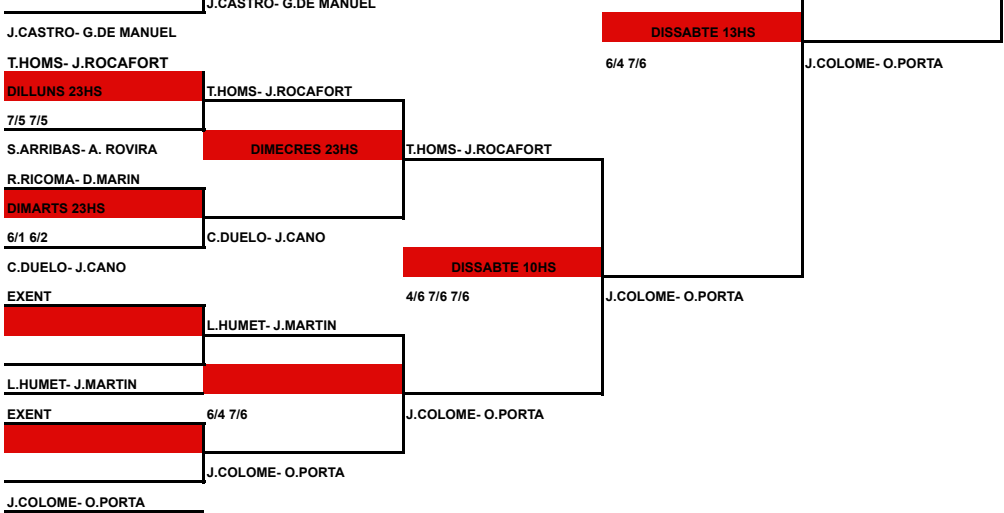 J.CASTRO- G.DE MANUEL
J.CASTRO- G.DE MANUEL
DISSABTE 13HS
T.HOMS- J.ROCAFORT
6/4 7/6
J.COLOME- O.PORTA
DILLUNS 23HS
T.HOMS- J.ROCAFORT
7/5 7/5
S.ARRIBAS- A. ROVIRA
DIMECRES 23HS
T.HOMS- J.ROCAFORT
R.RICOMA- D.MARIN
DIMARTS 23HS
6/1 6/2
C.DUELO- J.CANO
C.DUELO- J.CANO
DISSABTE 10HS
EXENT
4/6 7/6 7/6
J.COLOME- O.PORTA
L.HUMET- J.MARTIN
L.HUMET- J.MARTIN
EXENT
6/4 7/6
J.COLOME- O.PORTA
J.COLOME- O.PORTA
J.COLOME- O.PORTA